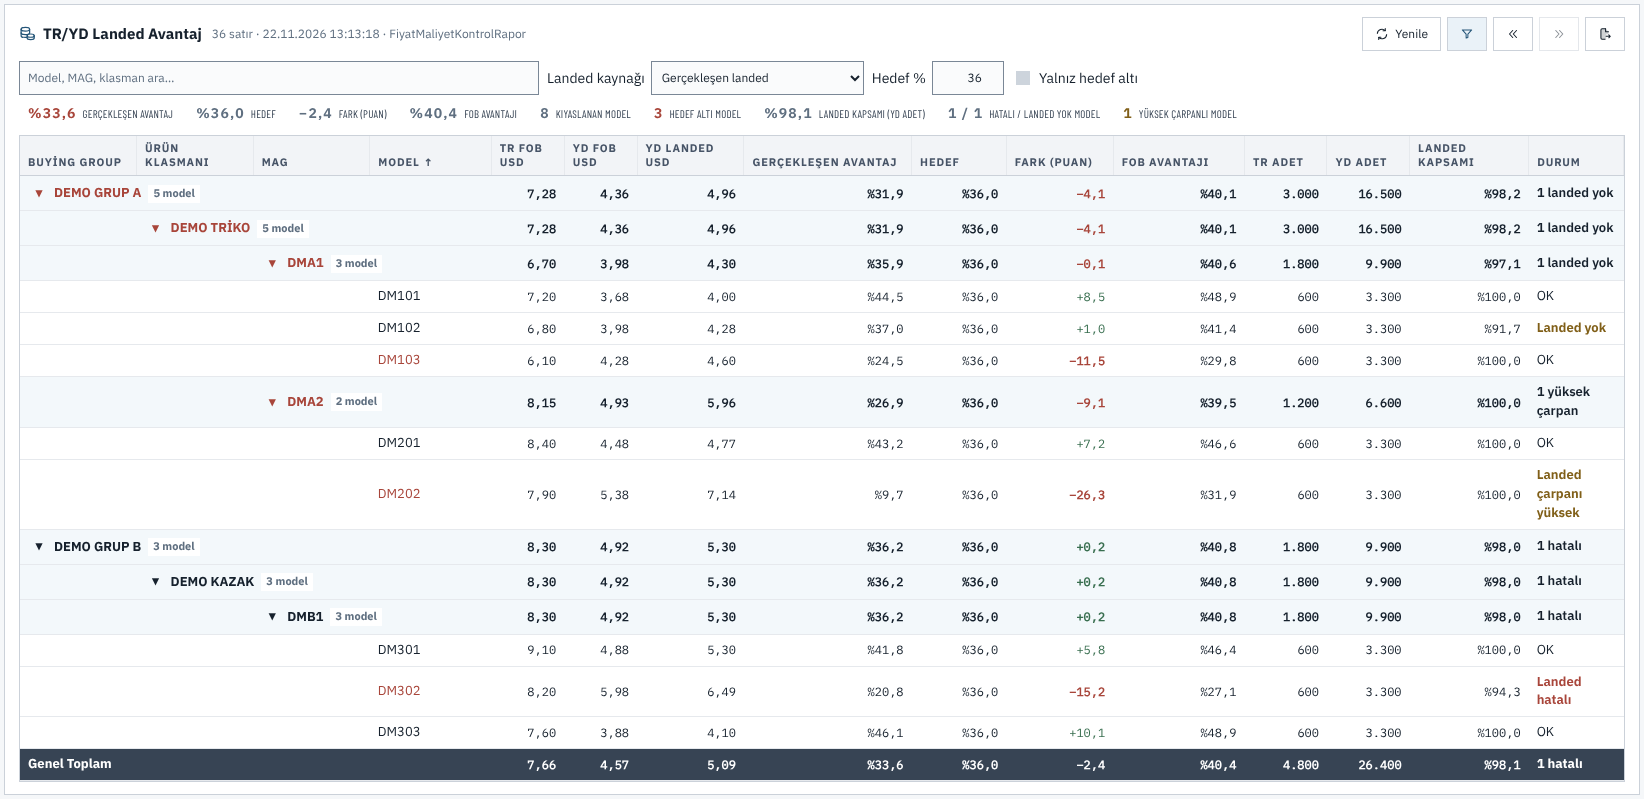 TR/YD Landed Avantaj 36 satır · 22.11.2026 13:13:18 · FiyatMaliyetKontrolRapor Yenile « »
Model, MAG, klasman ara... Landed kaynağı Gerçekleşen landed Hedef % 36 Yalnız hedef altı
%33,6 GERÇEKLEŞEN AVANTAJ %36,0 HEDEF −2,4 FARK (PUAN) %40,4 FOB AVANTAJI 8 KIYASLANAN MODEL 3 HEDEF ALTI MODEL %98,1 LANDED KAPSAMI (YD ADET) 1 / 1 HATALI / LANDED YOK MODEL 1 YÜKSEK ÇARPANLI MODEL
BUYİNG GROUP ÜRÜN KLASMANI MAG MODEL ↑ TR FOB USD YD FOB USD YD LANDED USD GERÇEKLEŞEN AVANTAJ HEDEF FARK (PUAN) FOB AVANTAJI TR ADET YD ADET LANDED KAPSAMI DURUM
▼ DEMO GRUP A 5 model 7,28 4,36 4,96 %31,9 %36,0 −4,1 %40,1 3.000 16.500 %98,2 1 landed yok
▼ DEMO TRİKO 5 model 7,28 4,36 4,96 %31,9 %36,0 −4,1 %40,1 3.000 16.500 %98,2 1 landed yok
▼ DMA1 3 model 6,70 3,98 4,30 %35,9 %36,0 −0,1 %40,6 1.800 9.900 %97,1 1 landed yok
DM101 7,20 3,68 4,00 %44,5 %36,0 +8,5 %48,9 600 3.300 %100,0 OK
DM102 6,80 3,98 4,28 %37,0 %36,0 +1,0 %41,4 600 3.300 %91,7 Landed yok
DM103 6,10 4,28 4,60 %24,5 %36,0 −11,5 %29,8 600 3.300 %100,0 OK
▼ DMA2 2 model 8,15 4,93 5,96 %26,9 %36,0 −9,1 %39,5 1.200 6.600 %100,0 1 yüksek çarpan
DM201 8,40 4,48 4,77 %43,2 %36,0 +7,2 %46,6 600 3.300 %100,0 OK
DM202 7,90 5,38 7,14 %9,7 %36,0 −26,3 %31,9 600 3.300 %100,0 Landed çarpanı yüksek
▼ DEMO GRUP B 3 model 8,30 4,92 5,30 %36,2 %36,0 +0,2 %40,8 1.800 9.900 %98,0 1 hatalı
▼ DEMO KAZAK 3 model 8,30 4,92 5,30 %36,2 %36,0 +0,2 %40,8 1.800 9.900 %98,0 1 hatalı
▼ DMB1 3 model 8,30 4,92 5,30 %36,2 %36,0 +0,2 %40,8 1.800 9.900 %98,0 1 hatalı
DM301 9,10 4,88 5,30 %41,8 %36,0 +5,8 %46,4 600 3.300 %100,0 OK
DM302 8,20 5,98 6,49 %20,8 %36,0 −15,2 %27,1 600 3.300 %94,3 Landed hatalı
DM303 7,60 3,88 4,10 %46,1 %36,0 +10,1 %48,9 600 3.300 %100,0 OK
Genel Toplam 7,66 4,57 5,09 %33,6 %36,0 −2,4 %40,4 4.800 26.400 %98,1 1 hatalı